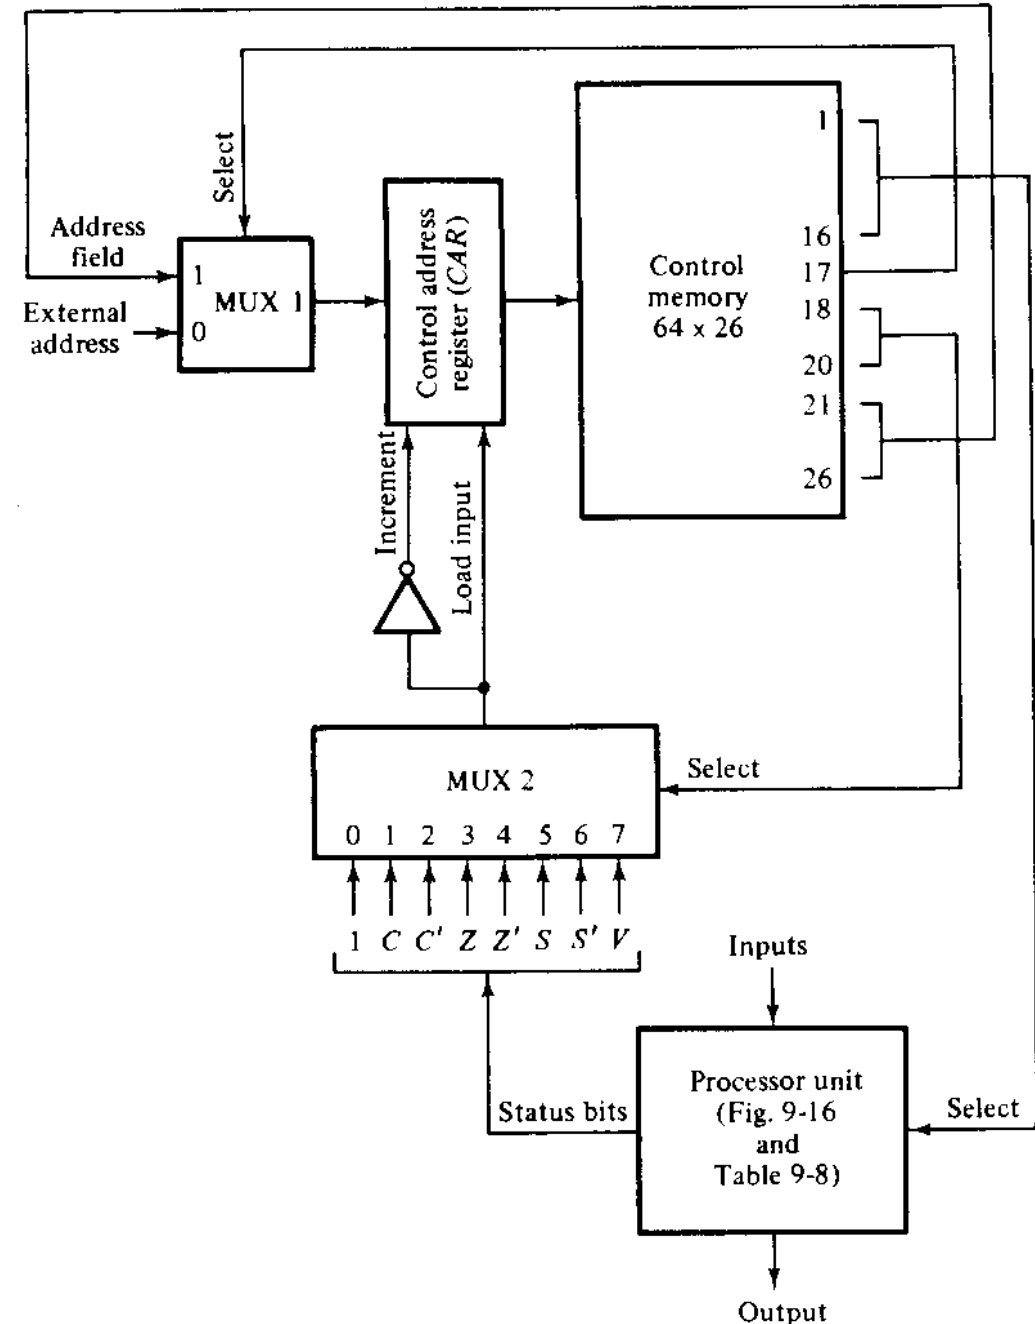 Select
Address
field
1
MUX 1
0
External
address
Control address
register (CAR)
Increment
Load input
Control
memory
64 x 26
1
16
17
18
20
21
26
MUX 2
Select
0 1 2 3 4 5 6 7
1 C C' Z Z' S S' V
Status bits
Inputs
Processor unit
(Fig. 9-16
and
Table 9-8)
Select
Output